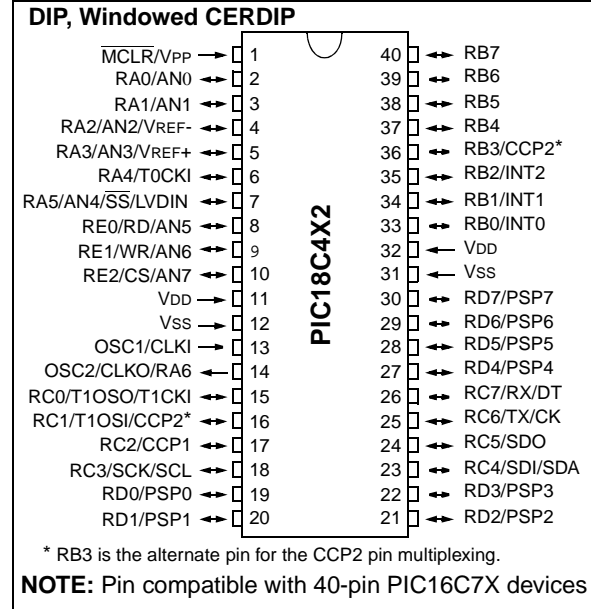 DIP, Windowed CERDIP
MCLR/VPP 1 40 RB7
RA0/AN0 2 39 RB6
RA1/AN1 3 38 RB5
RA2/AN2/VREF- 4 37 RB4
RA3/AN3/VREF+ 5 36 RB3/CCP2*
RA4/T0CKI 6 35 RB2/INT2
RA5/AN4/SS/LVDIN 7 34 RB1/INT1
RE0/RD/AN5 8 33 RB0/INT0
RE1/WR/AN6 9 32 VDD
RE2/CS/AN7 10 31 VSS
VDD 11 30 RD7/PSP7
VSS 12 29 RD6/PSP6
OSC1/CLKI 13 28 RD5/PSP5
OSC2/CLKO/RA6 14 27 RD4/PSP4
RC0/T1OSO/T1CKI 15 26 RC7/RX/DT
RC1/T1OSI/CCP2* 16 25 RC6/TX/CK
RC2/CCP1 17 24 RC5/SDO
RC3/SCK/SCL 18 23 RC4/SDI/SDA
RD0/PSP0 19 22 RD3/PSP3
RD1/PSP1 20 21 RD2/PSP2
PIC18C4X2
* RB3 is the alternate pin for the CCP2 pin multiplexing.
NOTE: Pin compatible with 40-pin PIC16C7X devices